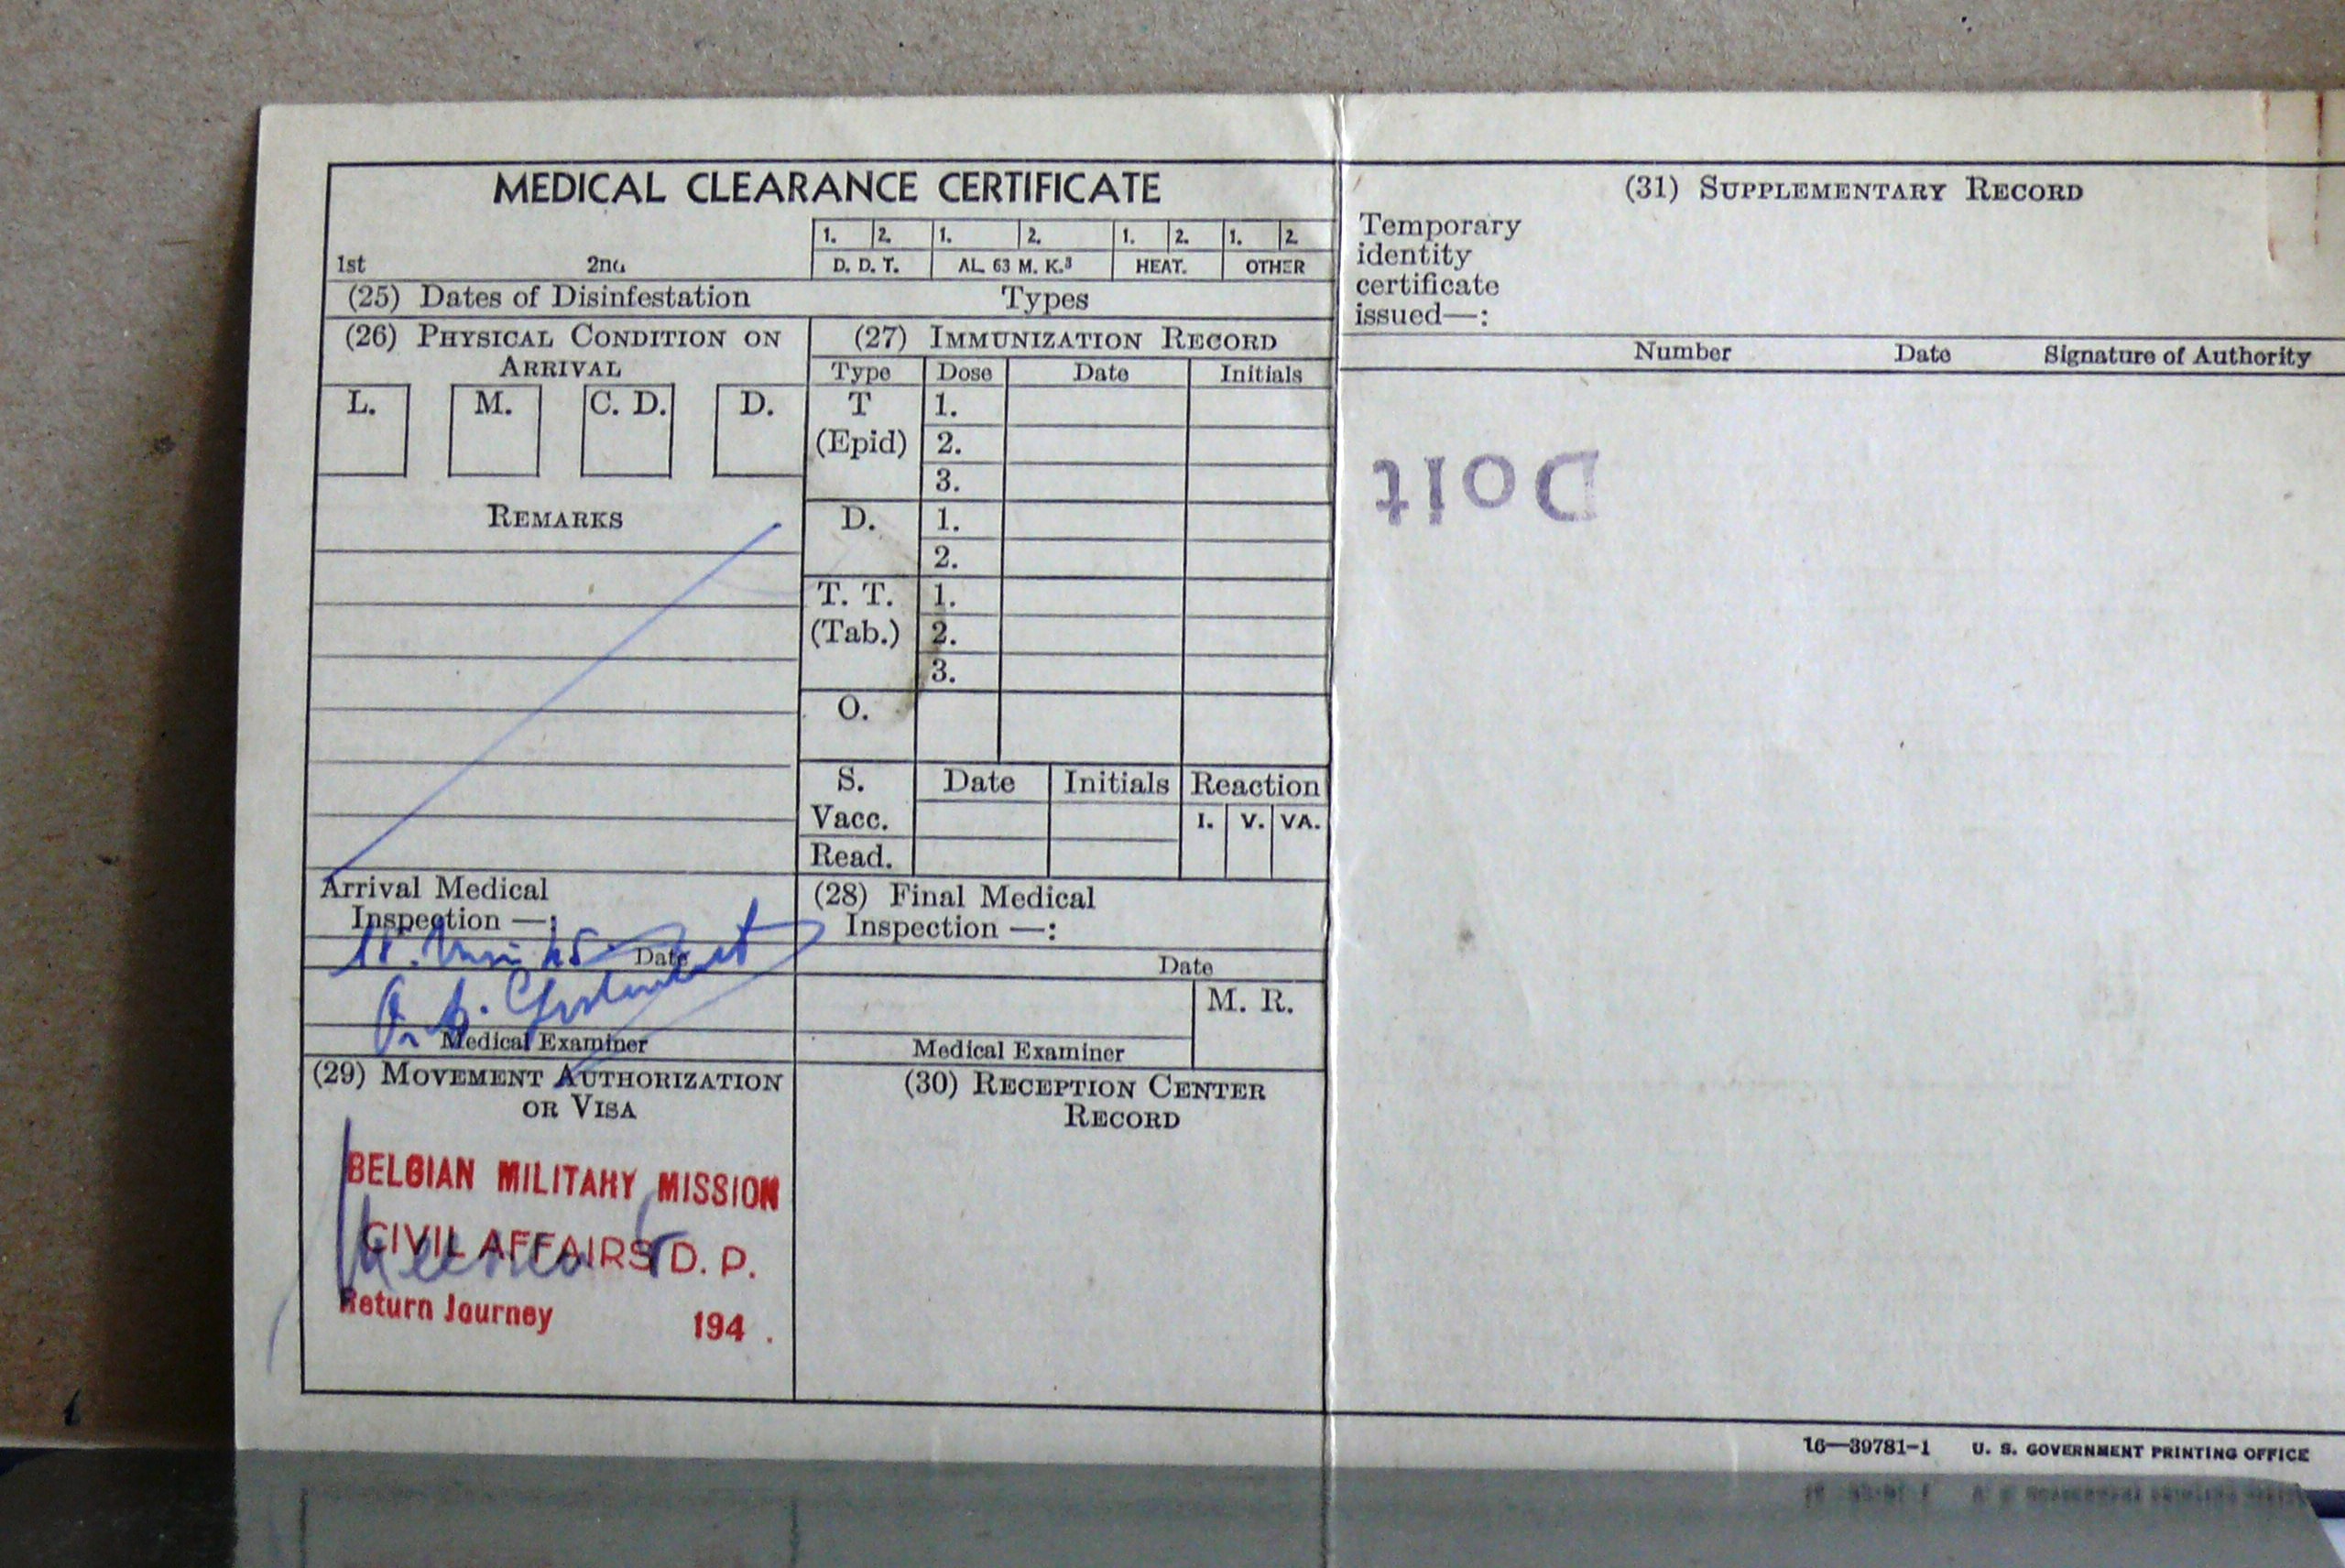 MEDICAL CLEARANCE CERTIFICATE
1. 2. 1. 2. 1. 2. 1. 2.
1st 2nd D. D. T. AL 63 M. K.³ HEAT. OTHER
(25) Dates of Disinfestation Types
(26) PHYSICAL CONDITION ON
ARRIVAL
L. M. C. D. D.
REMARKS
Arrival Medical
Inspection —:
Date
Medical Examiner
(27) IMMUNIZATION RECORD
Type Dose Date Initials
T 1.
(Epid) 2.
3.
D. 1.
2.
T. T. 1.
(Tab.) 2.
3.
O.
S. Date Initials Reaction
Vacc. I. V. VA.
Read.
(28) Final Medical
Inspection —:
Date
M. R.
Medical Examiner
(29) MOVEMENT AUTHORIZATION
OR VISA
BELGIAN MILITAHY MISSION
CIVIL AFFAIRS D. P.
Return Journey 194 .
(30) RECEPTION CENTER
RECORD
(31) SUPPLEMENTARY RECORD
Temporary
identity
certificate
issued—:
Number Date Signature of Authority
Doit
16—39781-1 U. S. GOVERNMENT PRINTING OFFICE